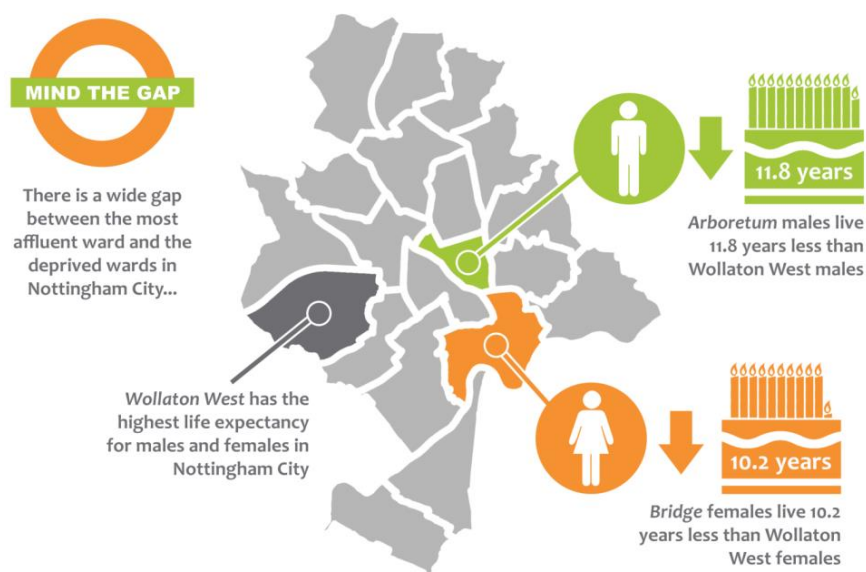 MIND THE GAP
There is a wide gap
between the most
affluent ward and the
deprived wards in
Nottingham City...
11.8 years
Arboretum males live
11.8 years less than
Wollaton West males
Wollaton West has the
highest life expectancy
for males and females in
Nottingham City
10.2 years
Bridge females live 10.2
years less than Wollaton
West females